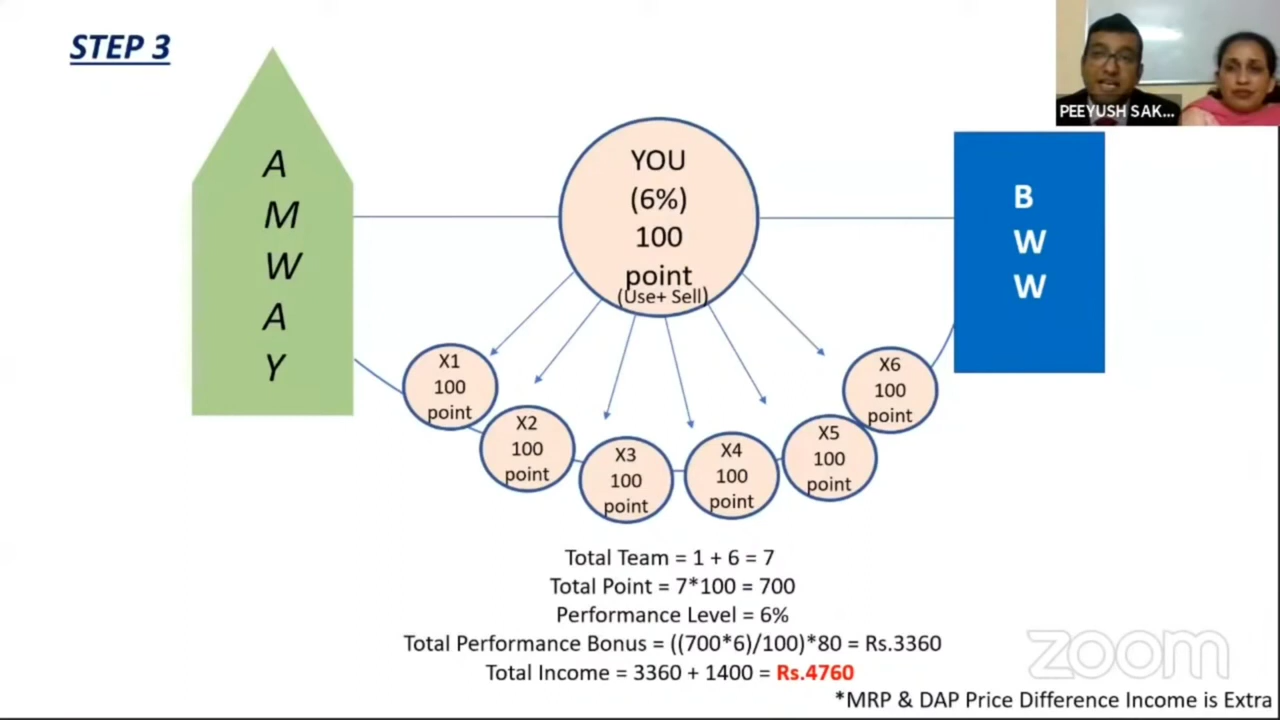 STEP 3
PEEYUSH SAK...
A
M
W
A
Y
YOU
(6%)
100
point
(Use+ Sell)
B
W
W
X1
100
point
X2
100
point
X3
100
point
X4
100
point
X5
100
point
X6
100
point
Total Team = 1 + 6 = 7
Total Point = 7*100 = 700
Performance Level = 6%
Total Performance Bonus = ((700*6)/100)*80 = Rs.3360
Total Income = 3360 + 1400 = Rs.4760
zoom
*MRP & DAP Price Difference Income is Extra